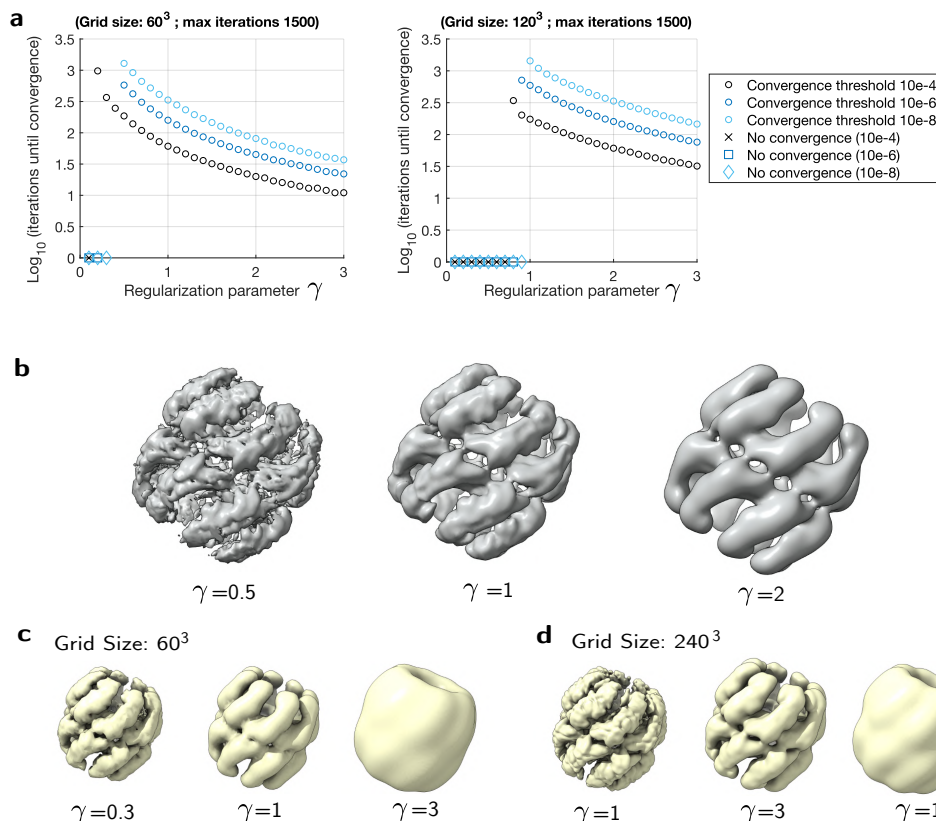 a
(Grid size: 60³ ; max iterations 1500)
3.5
3
2.5
2
1.5
1
0.5
0
0 1 2 3
Log₁₀ (iterations until convergence)
Regularization parameter γ
(Grid size: 120³ ; max iterations 1500)
3.5
3
2.5
2
1.5
1
0.5
0
0 1 2 3
Log₁₀ (iterations until convergence)
Regularization parameter γ
Convergence threshold 10e-4
Convergence threshold 10e-6
Convergence threshold 10e-8
No convergence (10e-4)
No convergence (10e-6)
No convergence (10e-8)
b
γ=0.5 γ=1 γ=2
c
Grid Size: 60³
γ=0.3 γ=1 γ=3
d
Grid Size: 240³
γ=1 γ=3 γ=1